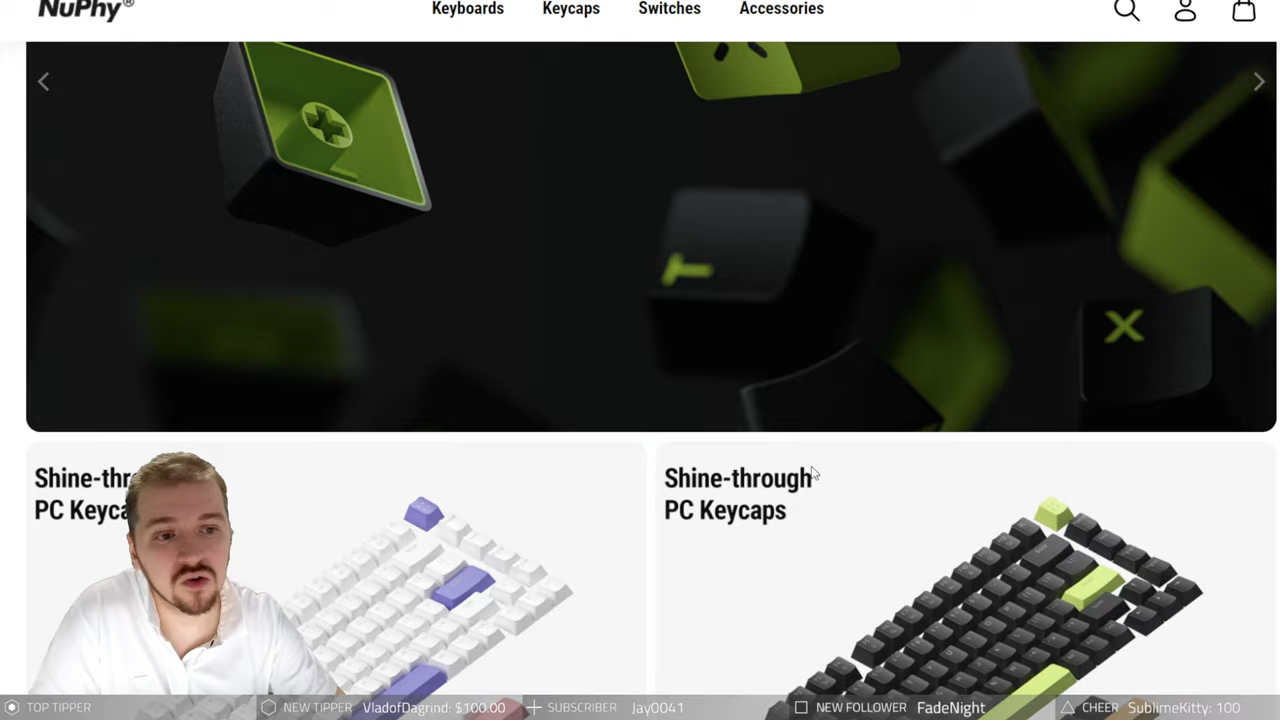 NuPhy®
Keyboards
Keycaps
Switches
Accessories
X
Shine-thr
PC Keyca
Shine-through
PC Keycaps
TOP TIPPER
NEW TIPPER VladofDagrind: $100.00
SUBSCRIBER Jay0041
NEW FOLLOWER FadeNight
CHEER SublimeKitty: 100